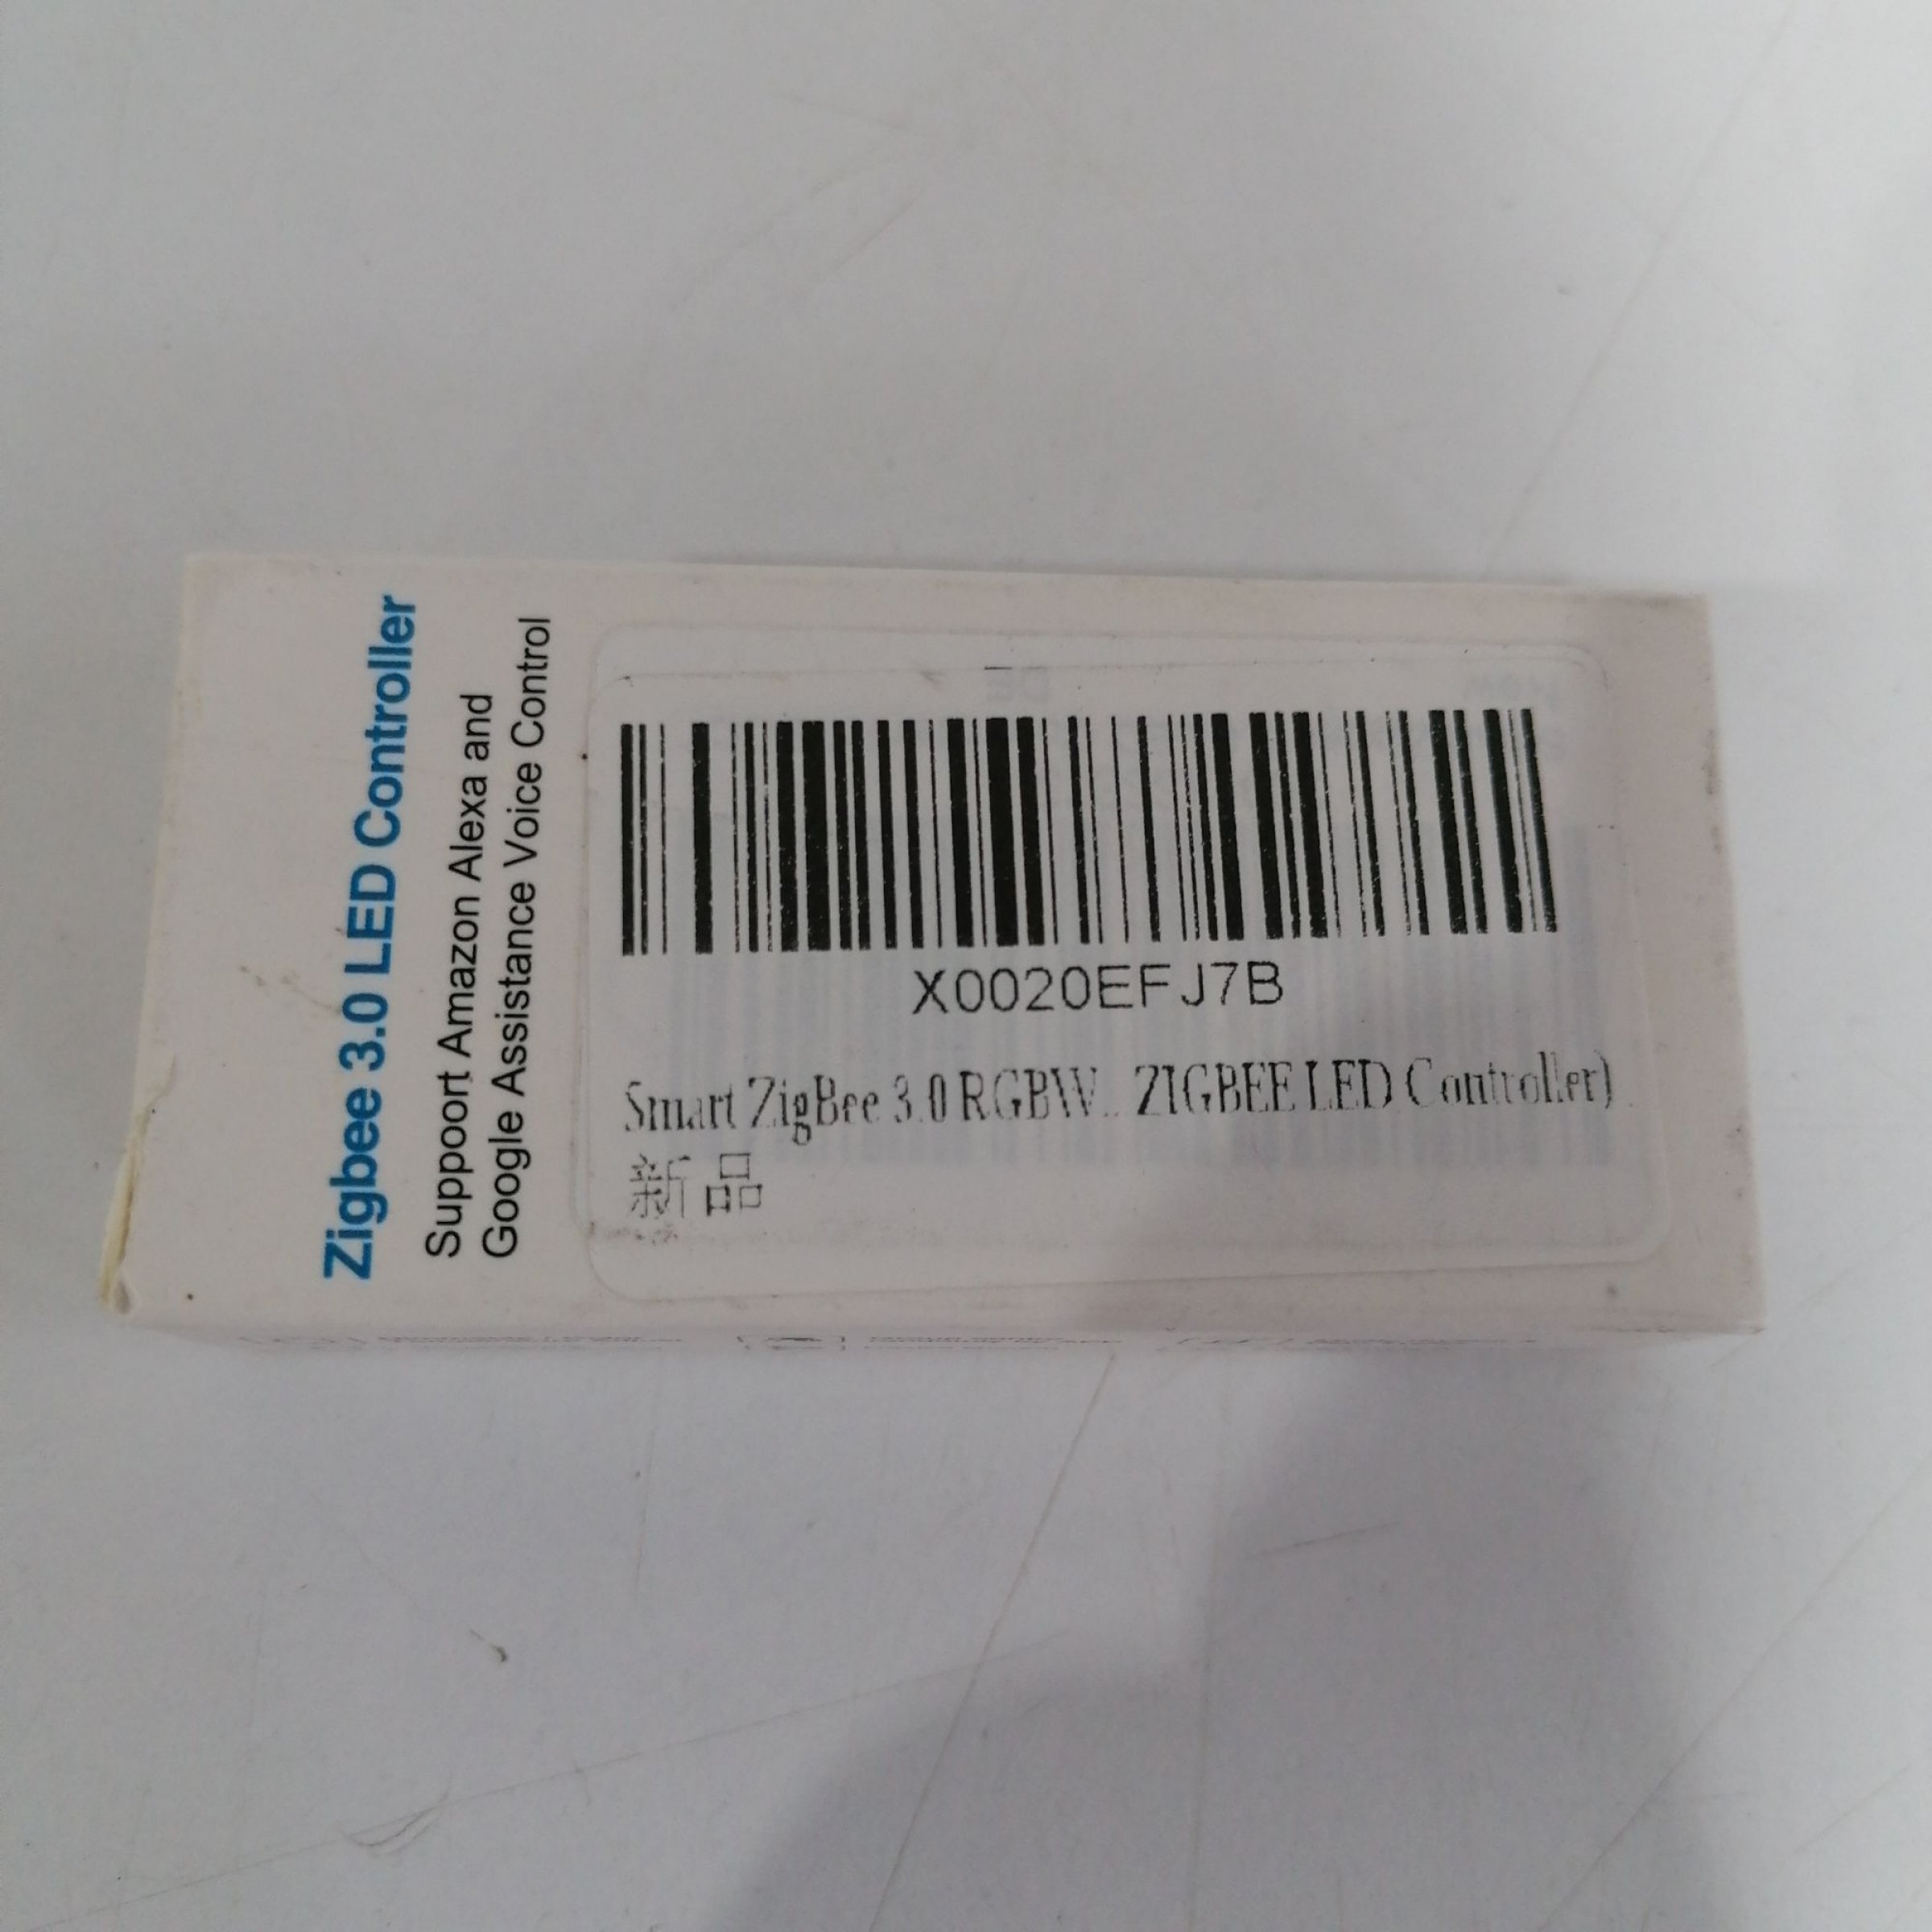 Zigbee 3.0 LED Controller
Suppoort Amazon Alexa and
Google Assistance Voice Control
X0020EFJ7B
Smart ZigBee 3.0 RGBW... ZIGBEE LED Controller)
新品